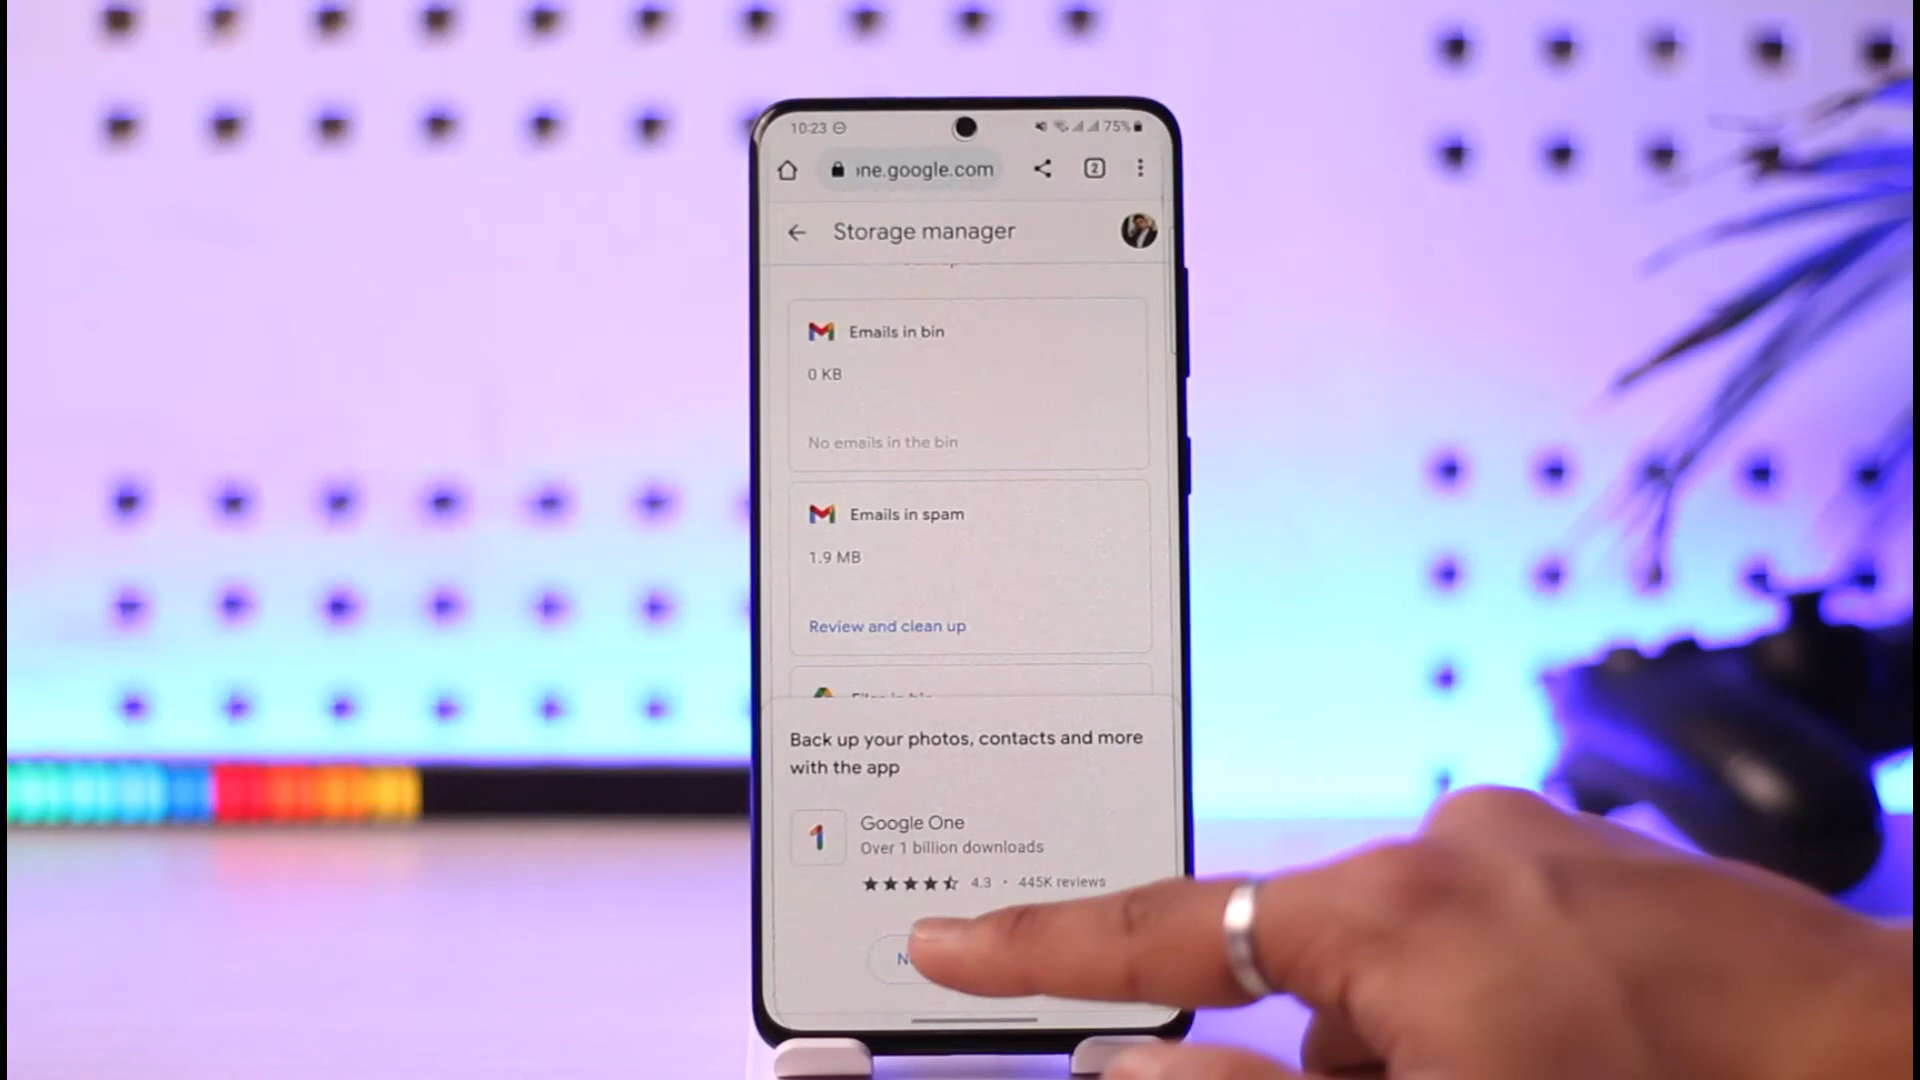 10:23 75%
ne.google.com 2
Storage manager
Emails in bin
0 KB
No emails in the bin
Emails in spam
1.9 MB
Review and clean up
Back up your photos, contacts and more
with the app
Google One
Over 1 billion downloads
4.3 • 445K reviews